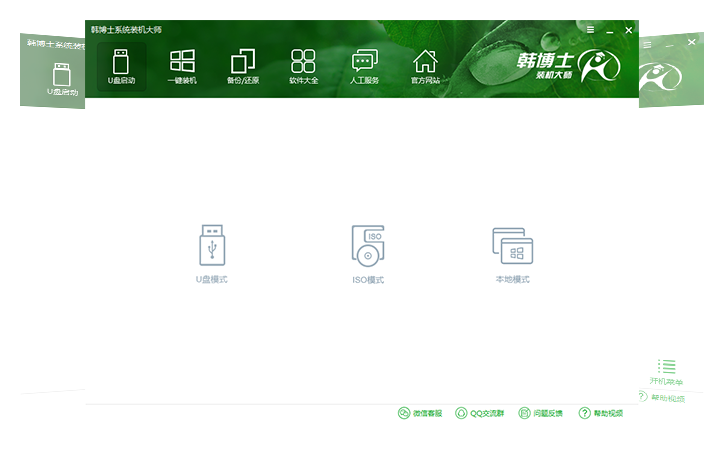 韩博士系统装机大师
U盘启动
一键装机
备份/还原
软件大全
人工服务
官方网站
韩博士
装机大师
韩博士系统装机
U盘启动
ISO
U盘模式
ISO模式
本地模式
开机菜单
帮助视频
微信客服
QQ交流群
问题反馈
帮助视频